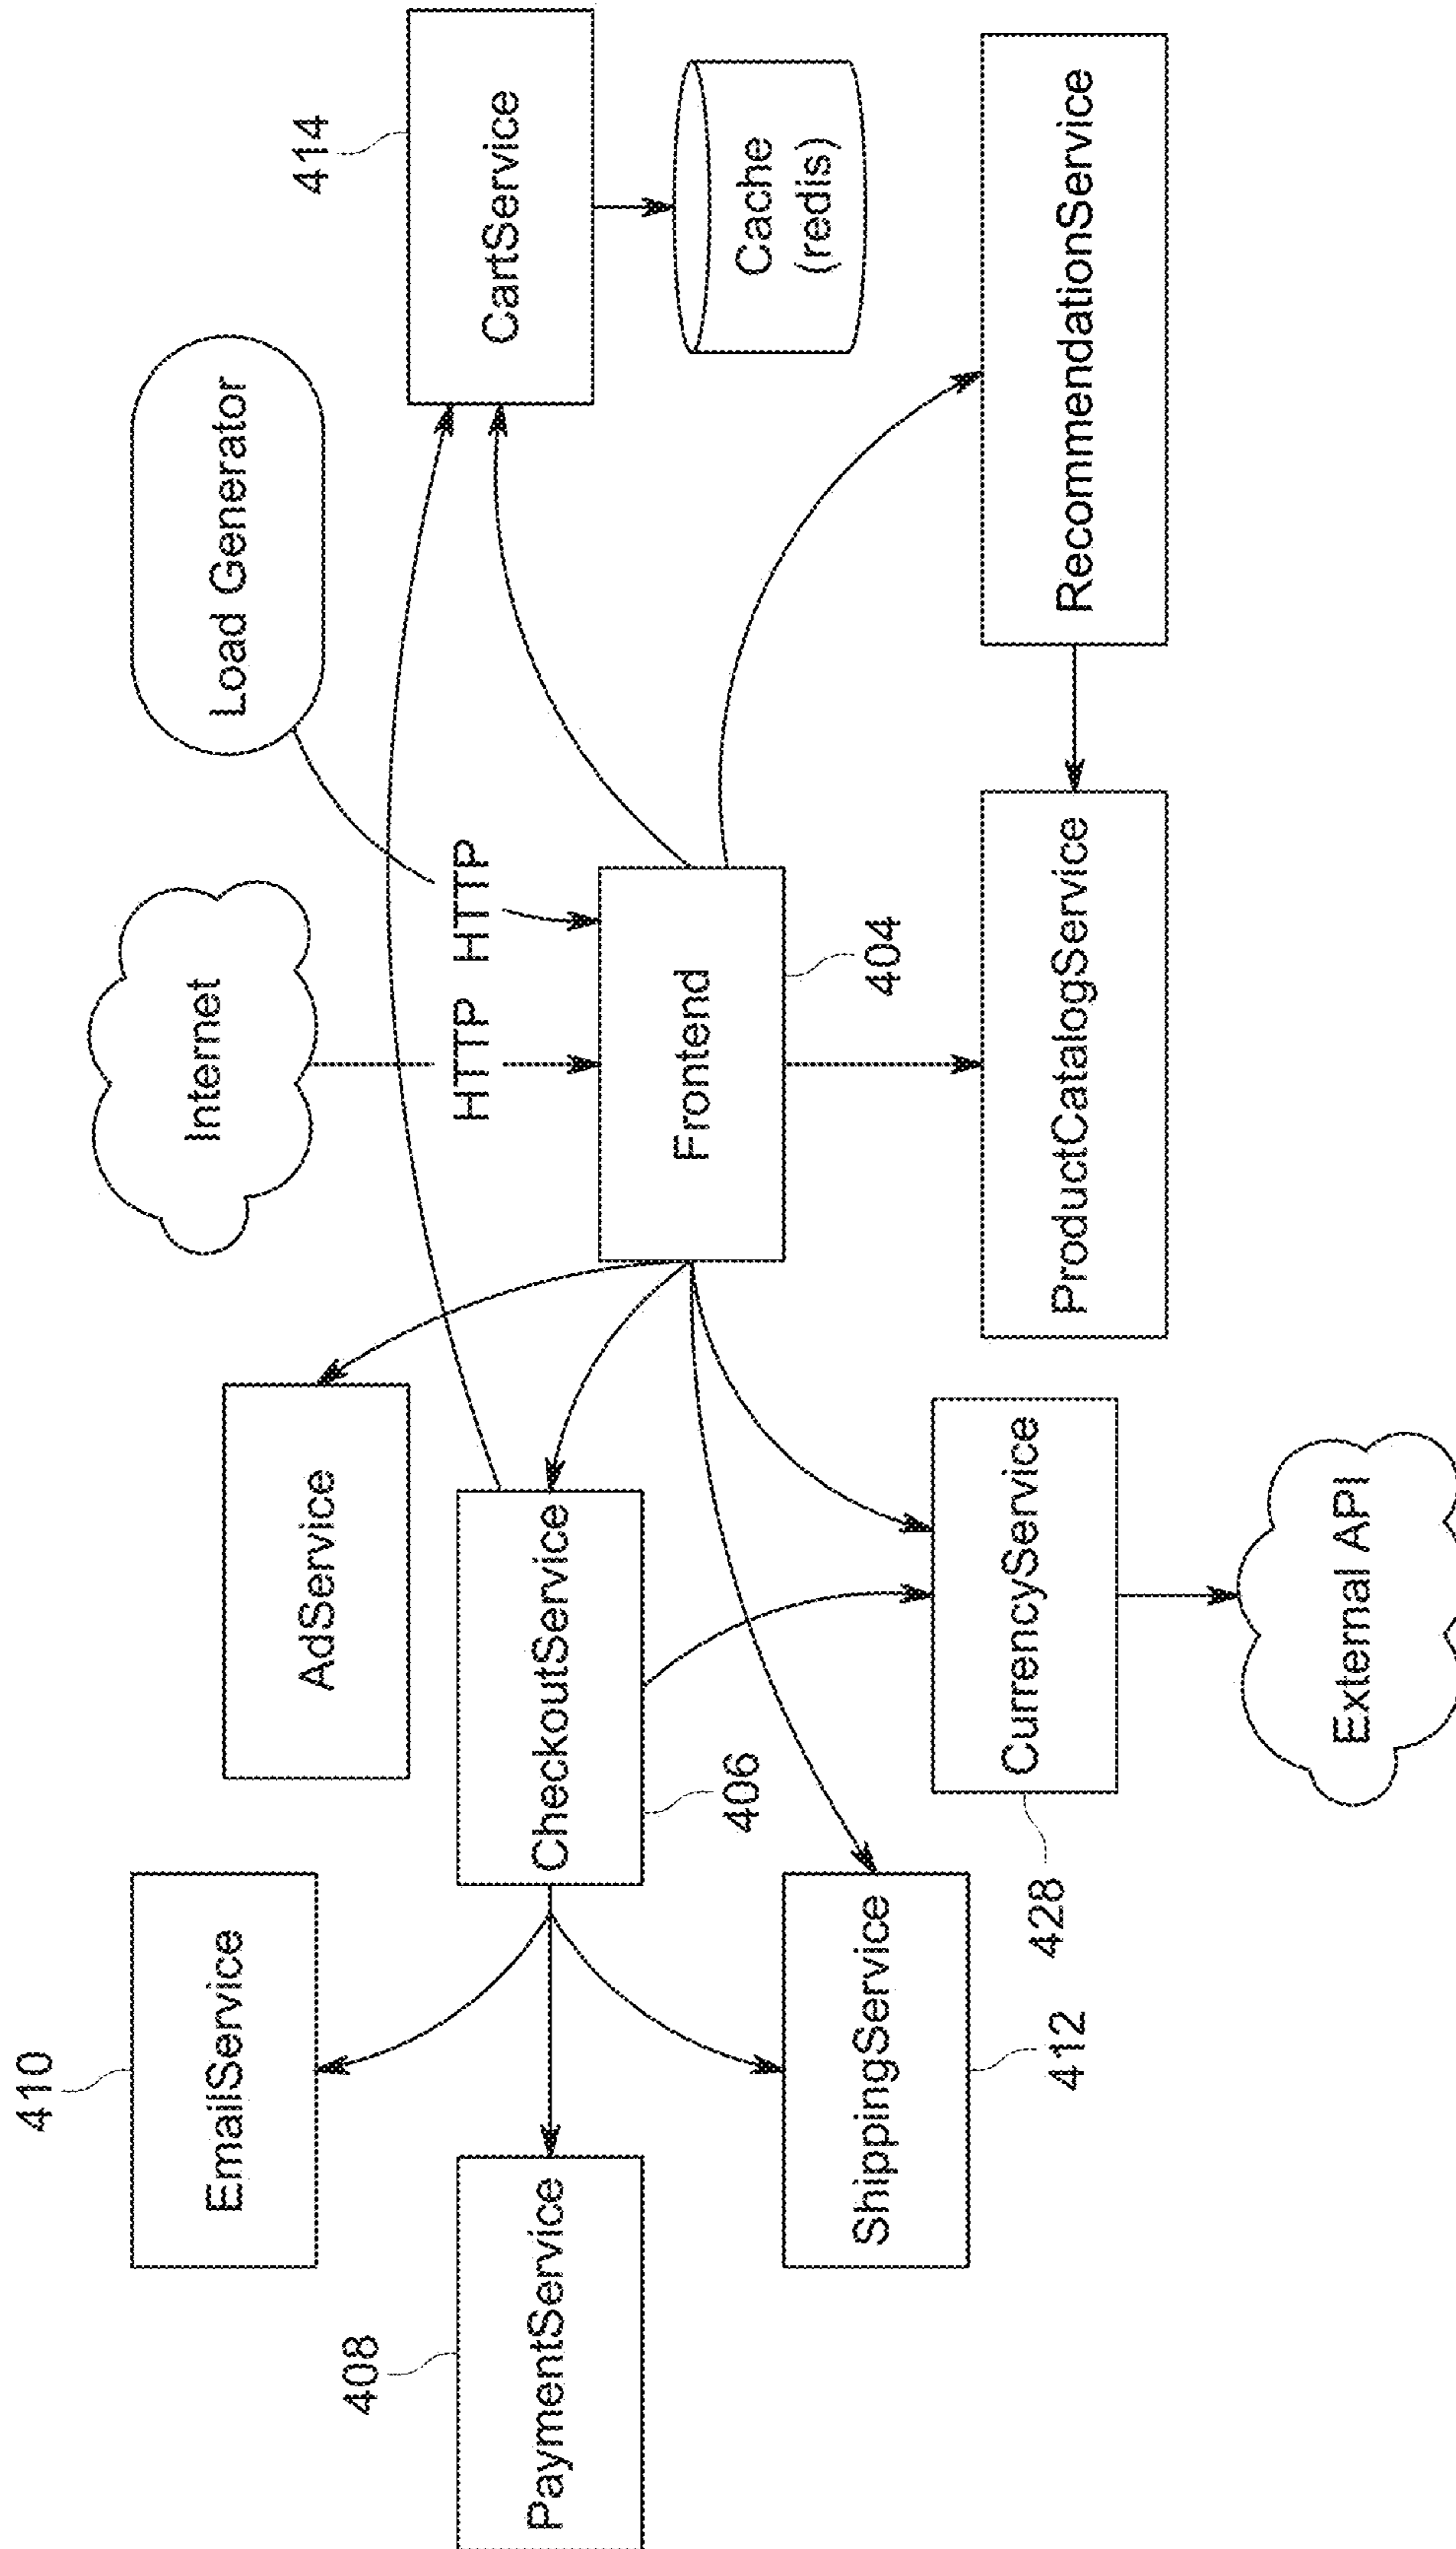 410
EmailService
Internet
Load Generator
AdService
414
408
HTTP
HTTP
CartService
PaymentService
CheckoutService
Frontend
406
Cache
(redis)
ShippingService
404
412
428
CurrencyService
ProductCatalogService
RecommendationService
External API